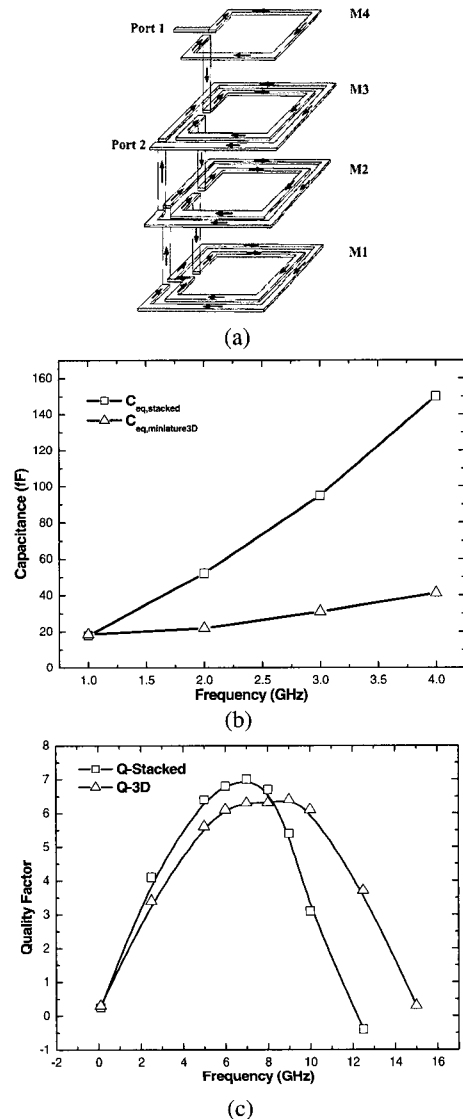 Port 1
M4
M3
Port 2
M2
M1
(a)
160
140
120
100
80
60
40
20
0
Capacitance (fF)
C eq,stacked
C eq,miniature3D
1.0 1.5 2.0 2.5 3.0 3.5 4.0
Frequency (GHz)
(b)
8
7
6
5
4
3
2
1
0
-1
Quality Factor
Q-Stacked
Q-3D
0 2 4 6 8 10 12 14 16
Frequency (GHz)
(c)